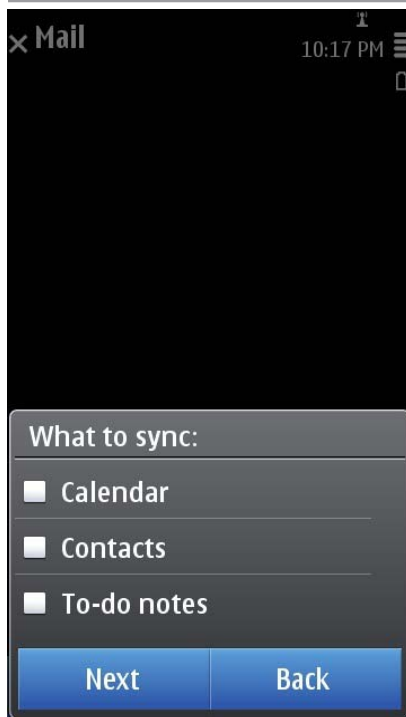 Mail
10:17 PM
What to sync:
Calendar
Contacts
To-do notes
Next
Back